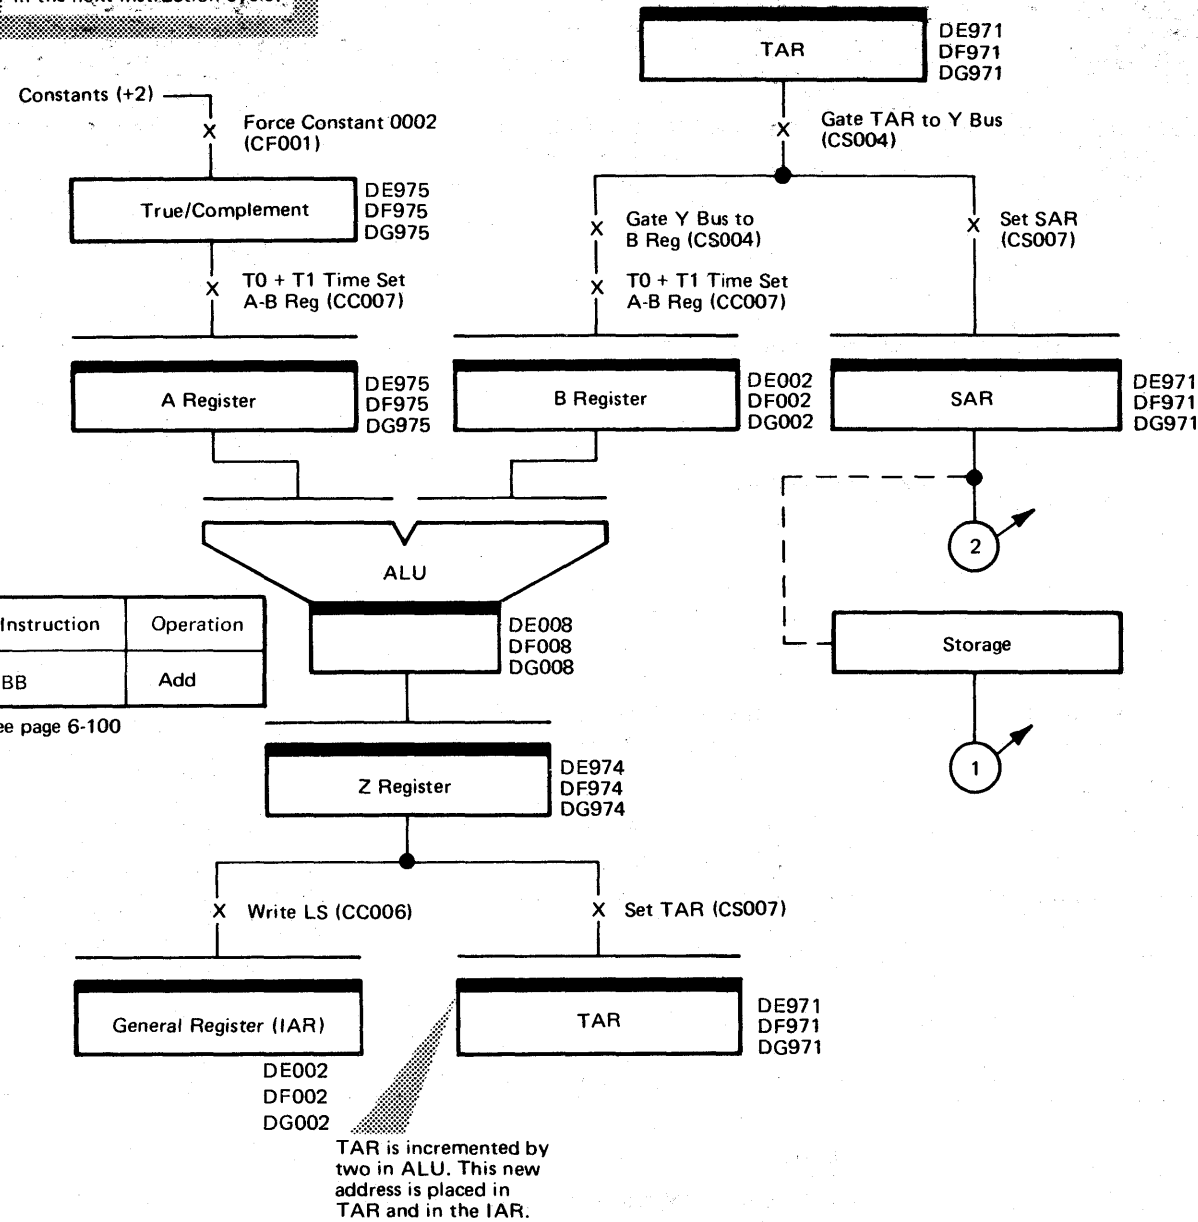 in the next instruction cycle.
TAR
DE971
DF971
DG971
Constants (+2)
Force Constant 0002
(CF001)
Gate TAR to Y Bus
(CS004)
True/Complement
DE975
DF975
DG975
Gate Y Bus to
B Reg (CS004)
Set SAR
(CS007)
T0 + T1 Time Set
A-B Reg (CC007)
T0 + T1 Time Set
A-B Reg (CC007)
A Register
DE975
DF975
DG975
B Register
DE002
DF002
DG002
SAR
DE971
DF971
DG971
2
ALU
DE008
DF008
DG008
Instruction Operation
BB Add
ee page 6-100
Storage
1
Z Register
DE974
DF974
DG974
Write LS (CC006)
Set TAR (CS007)
General Register (IAR)
DE002
DF002
DG002
TAR
DE971
DF971
DG971
TAR is incremented by
two in ALU. This new
address is placed in
TAR and in the IAR.